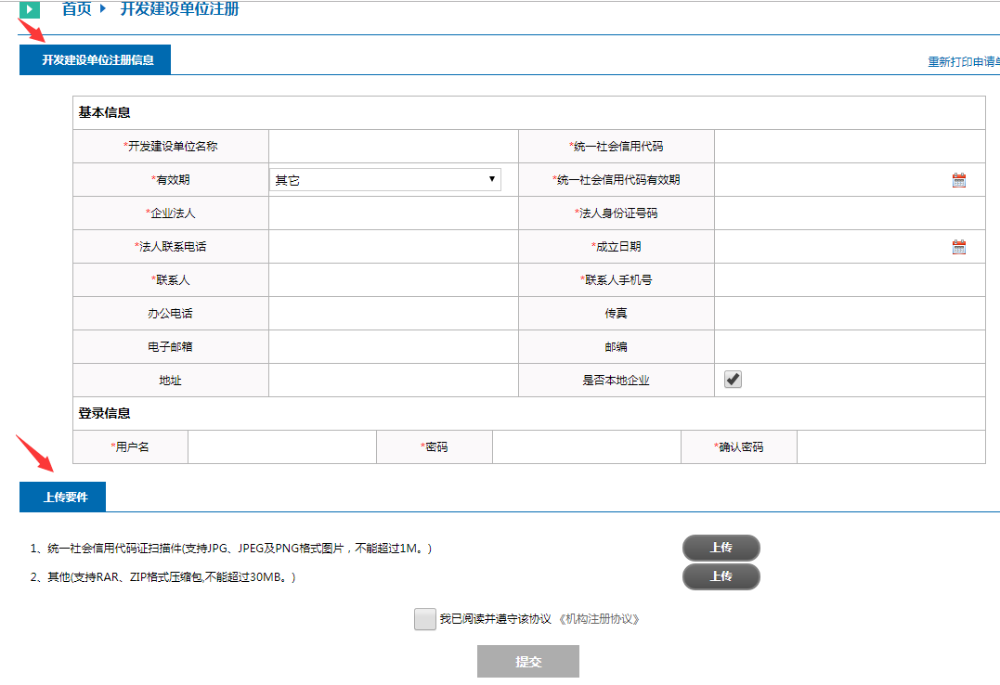 首页 开发建设单位注册
开发建设单位注册信息
重新打印申请单
基本信息
*开发建设单位名称 *统一社会信用代码
*有效期 其它 *统一社会信用代码有效期
*企业法人 *法人身份证号码
*法人联系电话 *成立日期
*联系人 *联系人手机号
办公电话 传真
电子邮箱 邮编
地址 是否本地企业
登录信息
*用户名 *密码 *确认密码
上传要件
1、统一社会信用代码证扫描件(支持JPG、JPEG及PNG格式图片，不能超过1M。) 上传
2、其他(支持RAR、ZIP格式压缩包,不能超过30MB。) 上传
我已阅读并遵守该协议 《机构注册协议》
提交